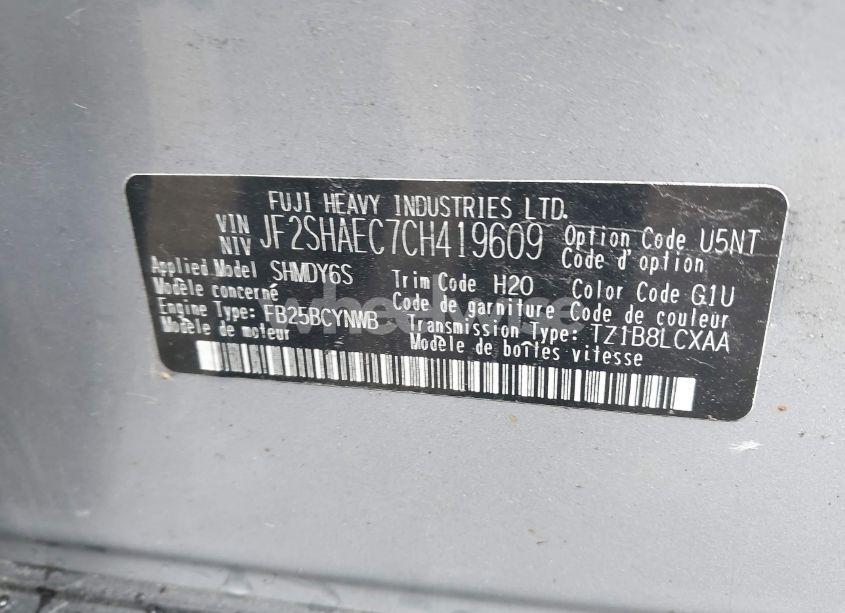 FUJI HEAVY INDUSTRIES LTD.
VIN NIV JF2SHAEC7CH419609 Option Code U5NT
Code d'option
Applied Model SHMDY6S Trim Code H20 Color Code G1U
Modèle concerné Code de garniture Code de couleur
Engine Type: FB25BCYNWB Transmission Type: TZ1B8LCXAA
Modèle de moteur Modèle de boîtes vitesse